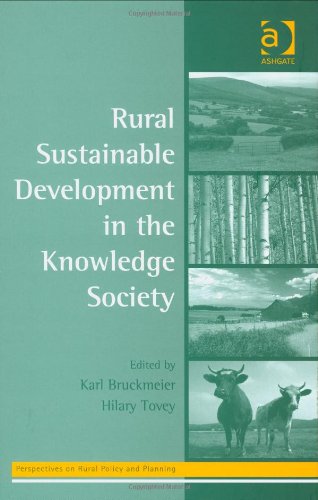 a
ASHGATE
Rural
Sustainable
Development
in the
Knowledge
Society
Edited by
Karl Bruckmeier
Hilary Tovey
Perspectives on Rural Policy and Planning